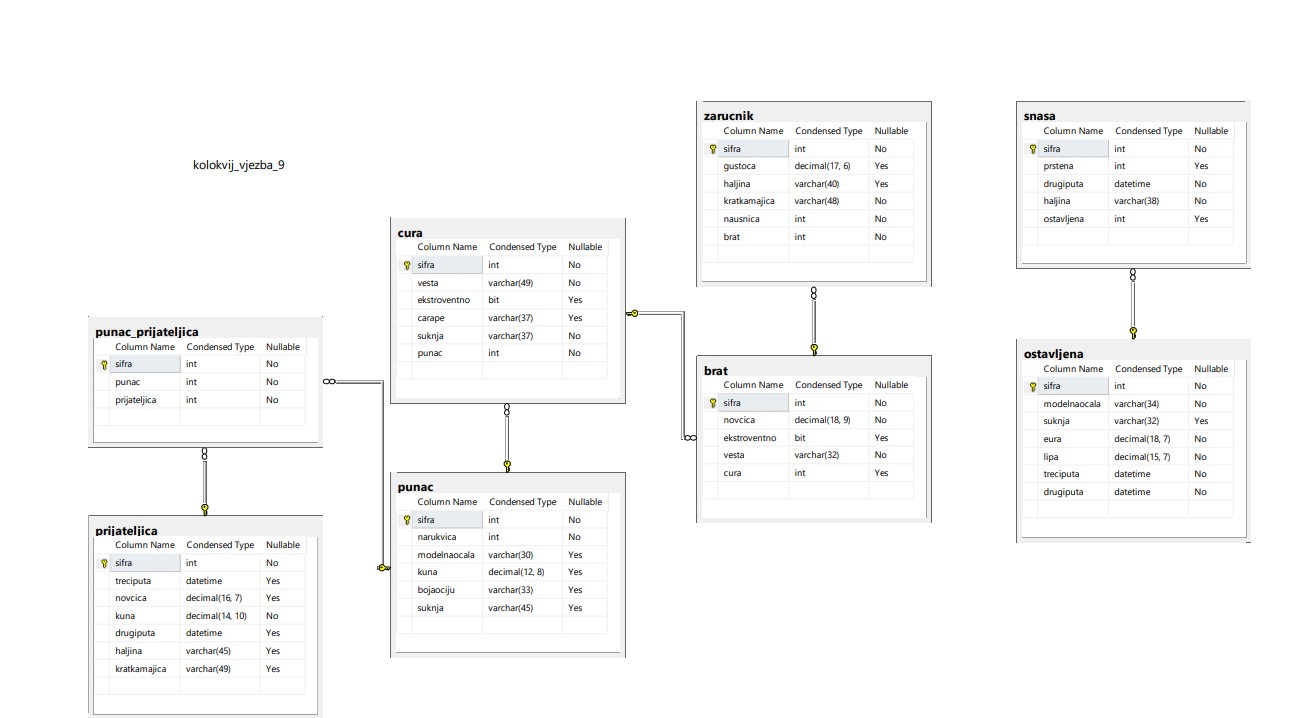 kolokvij_vjezba_9
punac_prijateljica
Column Name Condensed Type Nullable
sifra int No
punac int No
prijateljica int No
prijateljica
Column Name Condensed Type Nullable
sifra int No
treciputa datetime Yes
novcica decimal(16, 7) Yes
kuna decimal(14, 10) No
drugiputa datetime Yes
haljina varchar(45) Yes
kratkamajica varchar(49) Yes
cura
Column Name Condensed Type Nullable
sifra int No
vesta varchar(49) No
ekstroventno bit Yes
carape varchar(37) Yes
suknja varchar(37) No
punac int No
punac
Column Name Condensed Type Nullable
sifra int No
narukvica int No
modelnaocala varchar(30) Yes
kuna decimal(12, 8) Yes
bojaociju varchar(33) Yes
suknja varchar(45) Yes
zarucnik
Column Name Condensed Type Nullable
sifra int No
gustoca decimal(17, 6) Yes
haljina varchar(40) Yes
kratkamajica varchar(48) No
nausnica int No
brat int No
brat
Column Name Condensed Type Nullable
sifra int No
novcica decimal(18, 9) No
ekstroventno bit Yes
vesta varchar(32) No
cura int Yes
snasa
Column Name Condensed Type Nullable
sifra int No
prstena int Yes
drugiputa datetime No
haljina varchar(38) No
ostavljena int Yes
ostavljena
Column Name Condensed Type Nullable
sifra int No
modelnaocala varchar(34) No
suknja varchar(32) Yes
eura decimal(18, 7) No
lipa decimal(15, 7) No
treciputa datetime No
drugiputa datetime No